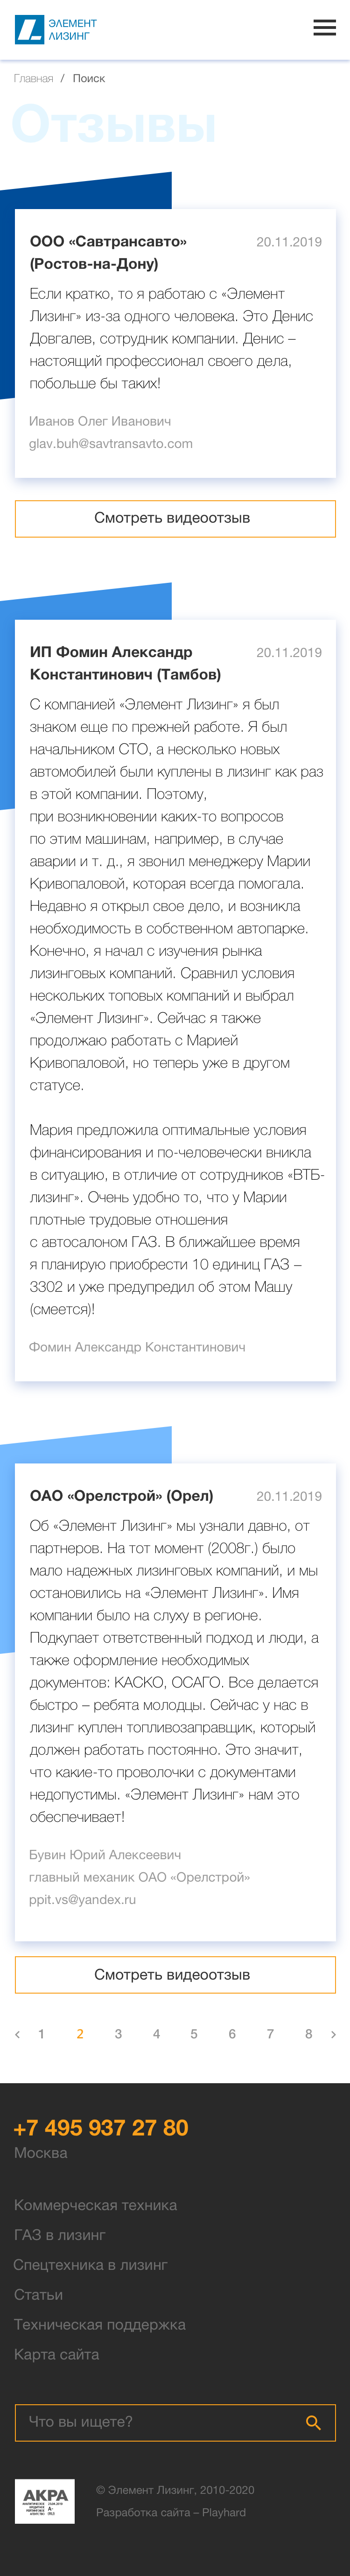 ЭЛЕМЕНТ
ЛИЗИНГ
Главная / Поиск
Отзывы
ООО «Савтрансавто»
(Ростов-на-Дону)
20.11.2019
Если кратко, то я работаю с «Элемент
Лизинг» из-за одного человека. Это Денис
Довгалев, сотрудник компании. Денис –
настоящий профессионал своего дела,
побольше бы таких!
Иванов Олег Иванович
glav.buh@savtransavto.com
Смотреть видеоотзыв
ИП Фомин Александр
Константинович (Тамбов)
20.11.2019
С компанией «Элемент Лизинг» я был
знаком еще по прежней работе. Я был
начальником СТО, а несколько новых
автомобилей были куплены в лизинг как раз
в этой компании. Поэтому,
при возникновении каких-то вопросов
по этим машинам, например, в случае
аварии и т. д., я звонил менеджеру Марии
Кривопаловой, которая всегда помогала.
Недавно я открыл свое дело, и возникла
необходимость в собственном автопарке.
Конечно, я начал с изучения рынка
лизинговых компаний. Сравнил условия
нескольких топовых компаний и выбрал
«Элемент Лизинг». Сейчас я также
продолжаю работать с Марией
Кривопаловой, но теперь уже в другом
статусе.
Мария предложила оптимальные условия
финансирования и по-человечески вникла
в ситуацию, в отличие от сотрудников «ВТБ-
лизинг». Очень удобно то, что у Марии
плотные трудовые отношения
с автосалоном ГАЗ. В ближайшее время
я планирую приобрести 10 единиц ГАЗ –
3302 и уже предупредил об этом Машу
(смеется)!
Фомин Александр Константинович
ОАО «Орелстрой» (Орел)
20.11.2019
Об «Элемент Лизинг» мы узнали давно, от
партнеров. На тот момент (2008г.) было
мало надежных лизинговых компаний, и мы
остановились на «Элемент Лизинг». Имя
компании было на слуху в регионе.
Подкупает ответственный подход и люди, а
также оформление необходимых
документов: КАСКО, ОСАГО. Все делается
быстро – ребята молодцы. Сейчас у нас в
лизинг куплен топливозаправщик, который
должен работать постоянно. Это значит,
что какие-то проволочки с документами
недопустимы. «Элемент Лизинг» нам это
обеспечивает!
Бувин Юрий Алексеевич
главный механик ОАО «Орелстрой»
ppit.vs@yandex.ru
Смотреть видеоотзыв
‹ 1 2 3 4 5 6 7 8 ›
+7 495 937 27 80
Москва
Коммерческая техника
ГАЗ в лизинг
Спецтехника в лизинг
Статьи
Техническая поддержка
Карта сайта
Что вы ищете?
АКРА
© Элемент Лизинг, 2010-2020
Разработка сайта – Playhard